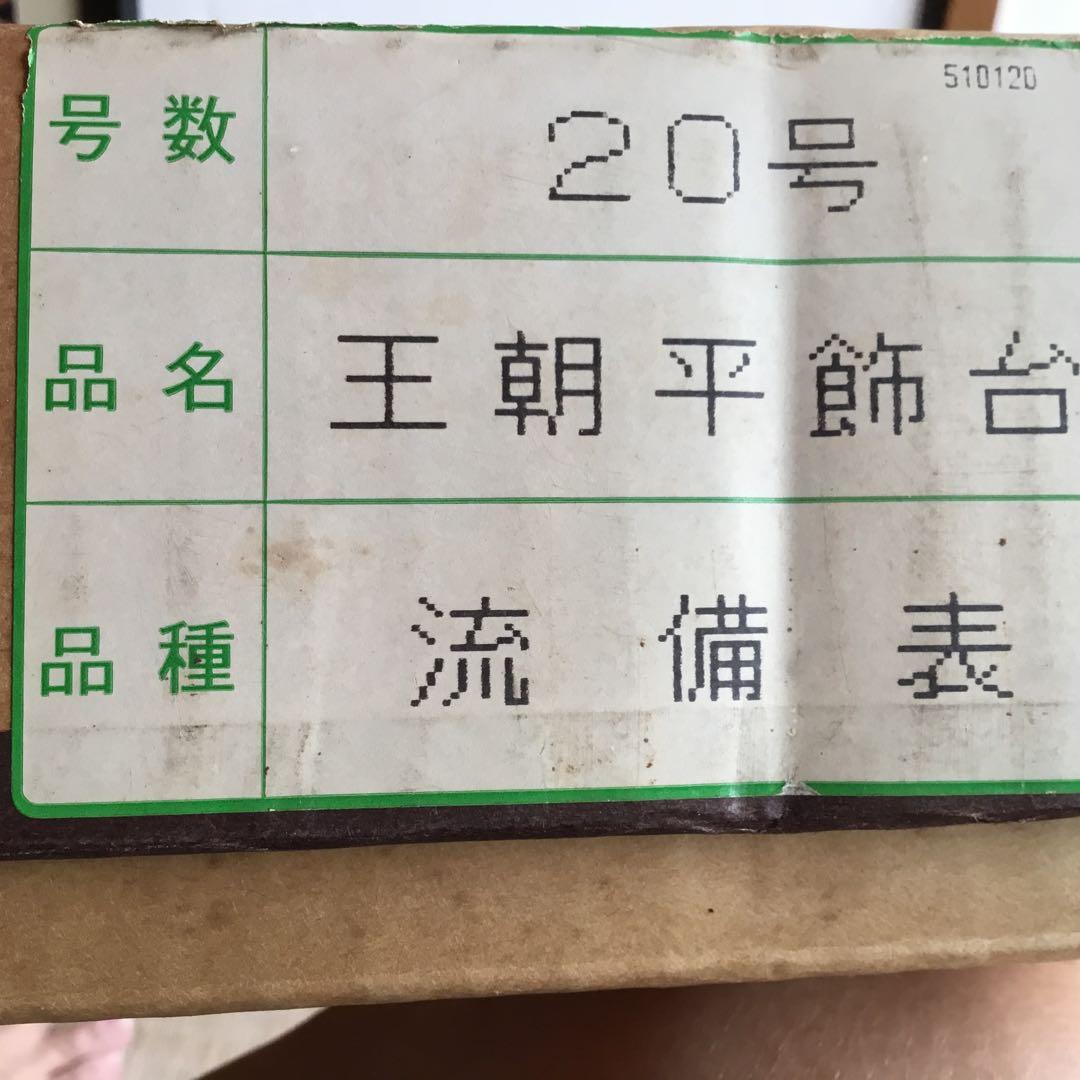 510120
号数 20号
品名 王朝平飾台
品種 流備表